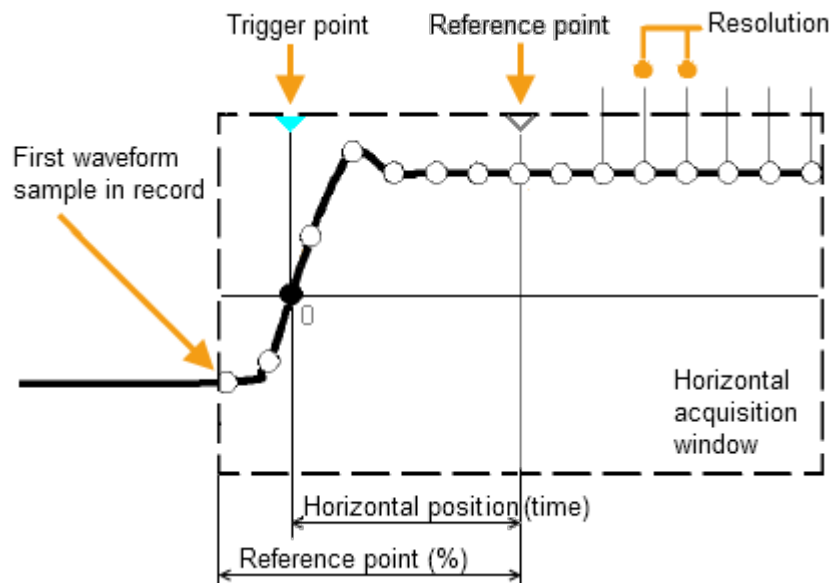 Trigger point
Reference point
Resolution
First waveform
sample in record
0
Horizontal
acquisition
window
Horizontal position (time)
Reference point (%)